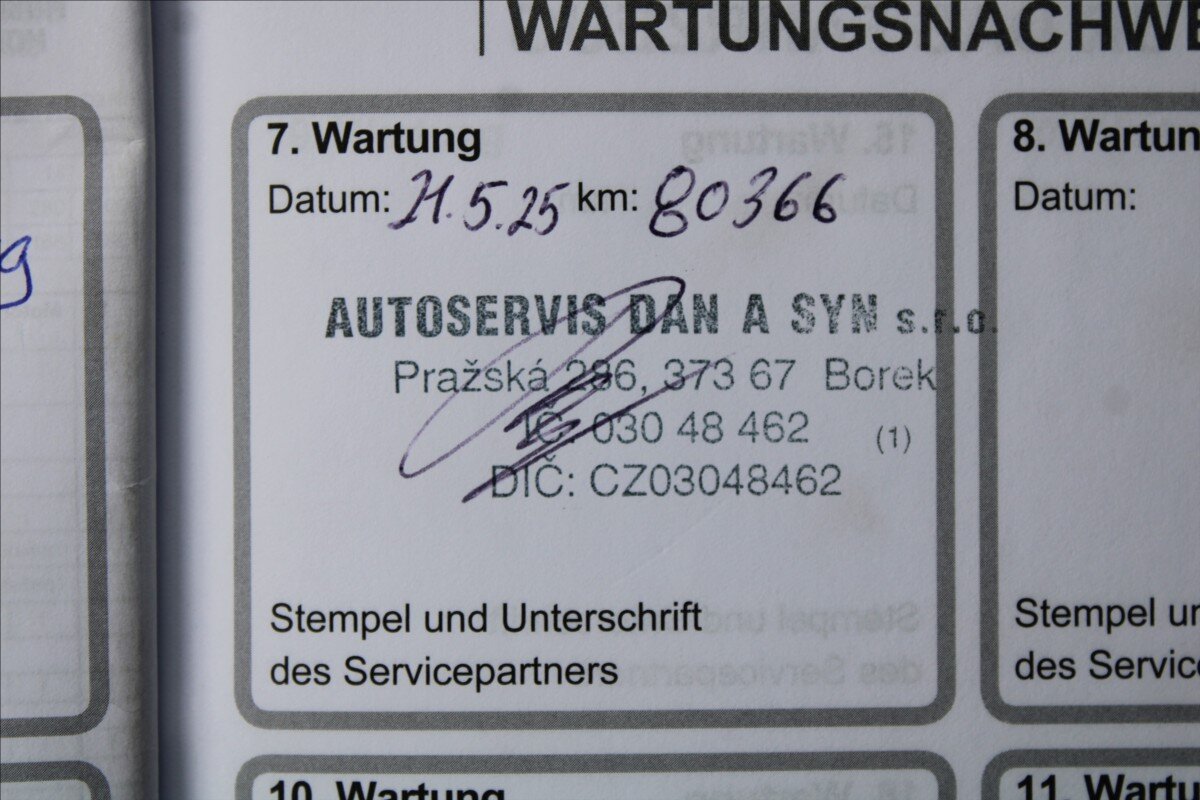 WARTUNGSNACHWE
7. Wartung
Datum: 21.5.25 km: 80366
AUTOSERVIS DAN A SYN s.r.o.
Pražská 286, 373 67 Borek
IČ: 030 48 462 (1)
DIČ: CZ03048462
Stempel und Unterschrift
des Servicepartners
8. Wartun
Datum:
Stempel un
des Service
10. Wartung
11. Wartu
9